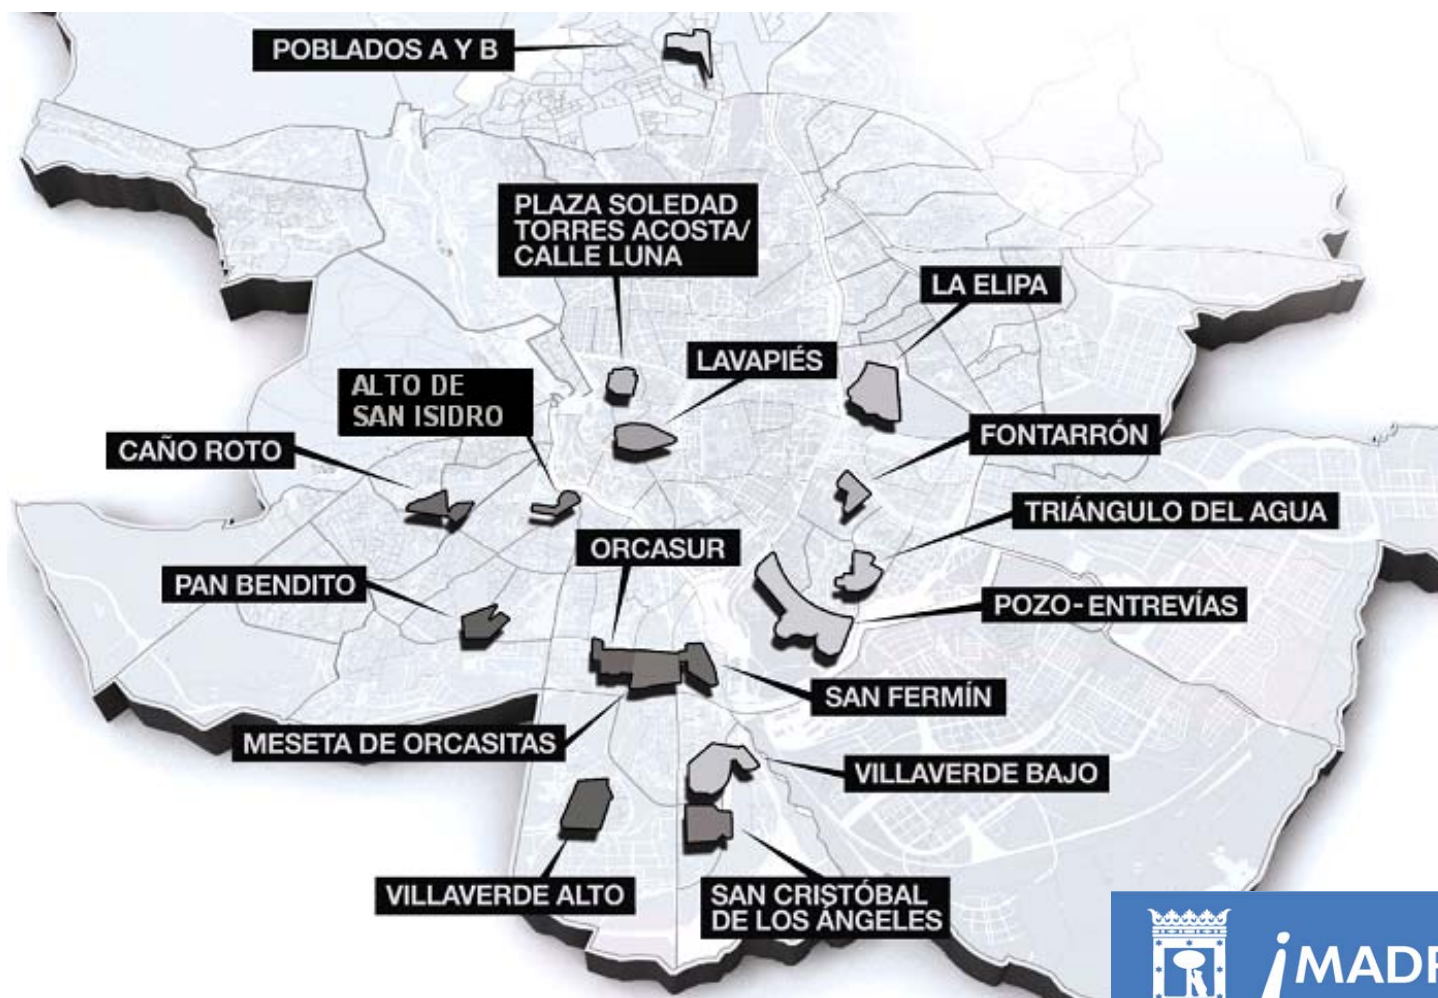 POBLADOS A Y B
PLAZA SOLEDAD
TORRES ACOSTA/
CALLE LUNA
LA ELIPA
LAVAPIÉS
ALTO DE
SAN ISIDRO
FONTARRÓN
CAÑO ROTO
TRIÁNGULO DEL AGUA
ORCASUR
PAN BENDITO
POZO-ENTREVÍAS
SAN FERMÍN
MESETA DE ORCASITAS
VILLAVERDE BAJO
VILLAVERDE ALTO
SAN CRISTÓBAL
DE LOS ÁNGELES